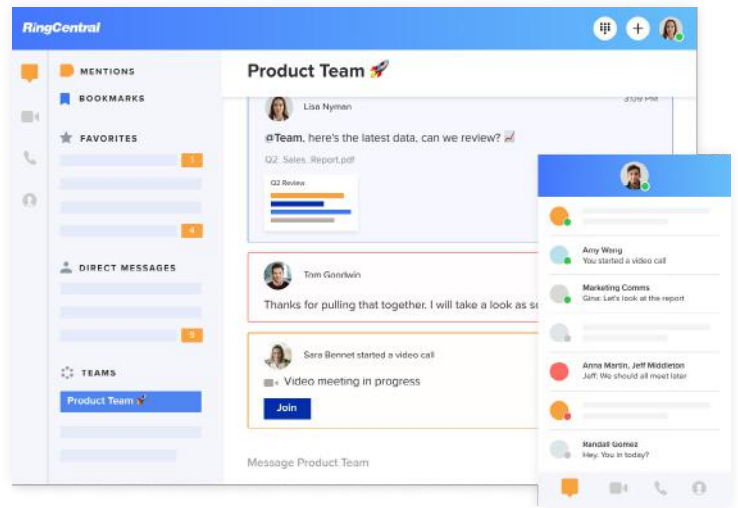 RingCentral
MENTIONS
BOOKMARKS
FAVORITES
1
4
DIRECT MESSAGES
9
TEAMS
Product Team 🚀
Product Team 🚀
Lisa Nyman
3:09 PM
@Team, here's the latest data, can we review? 📈
Q2_Sales_Report.pdf
Q2 Review
Tom Goodwin
Thanks for pulling that together. I will take a look as
Sara Bennet started a video call
Video meeting in progress
Join
Message Product Team
Amy Wong
You started a video call
Marketing Comms
Gina: Let's look at the report
Anna Martin, Jeff Middleton
Jeff: We should all meet later
Randall Gomez
Hey. You in today?